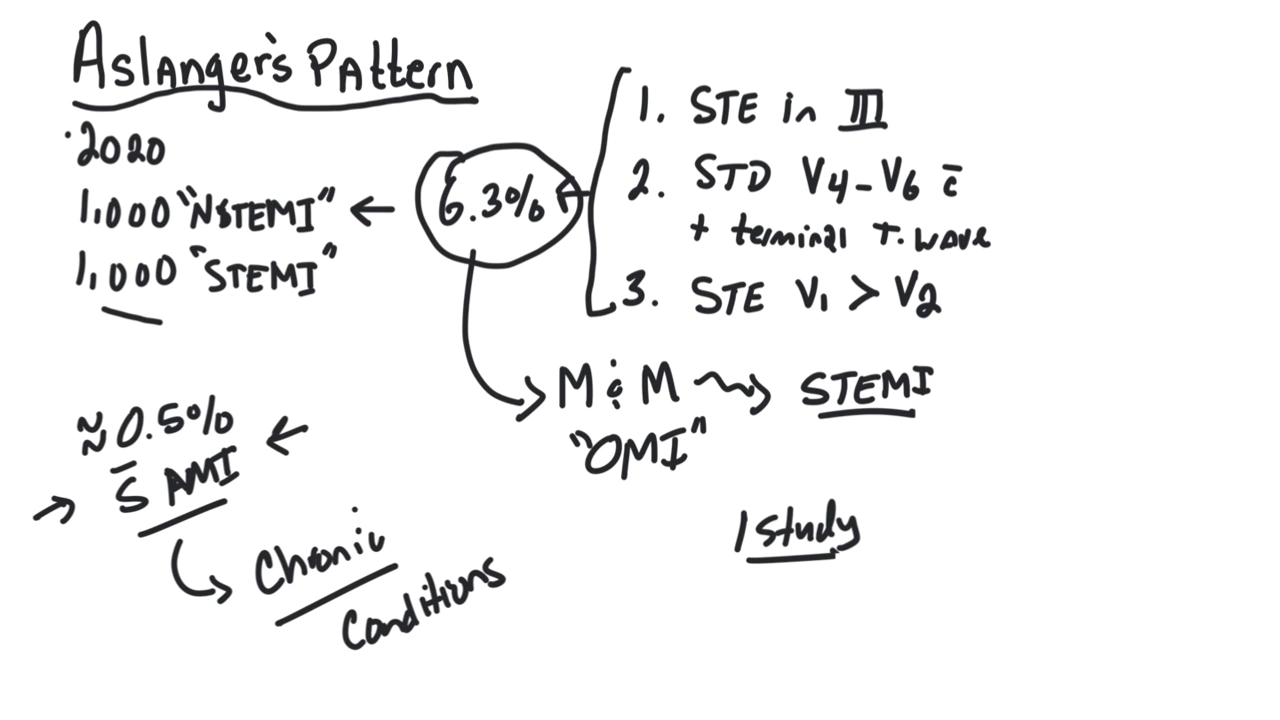 Aslanger's Pattern
·2020
1,000 "NSTEMI" ← 6.3% ←
1,000 "STEMI"
1. STE in III
2. STD V4-V6 c̄
+ terminal T. wave
3. STE V1 > V2
M & M → STEMI
"OMI"
≈ 0.5% ←
→ s̄ AMI
Chronic
Conditions
1 Study